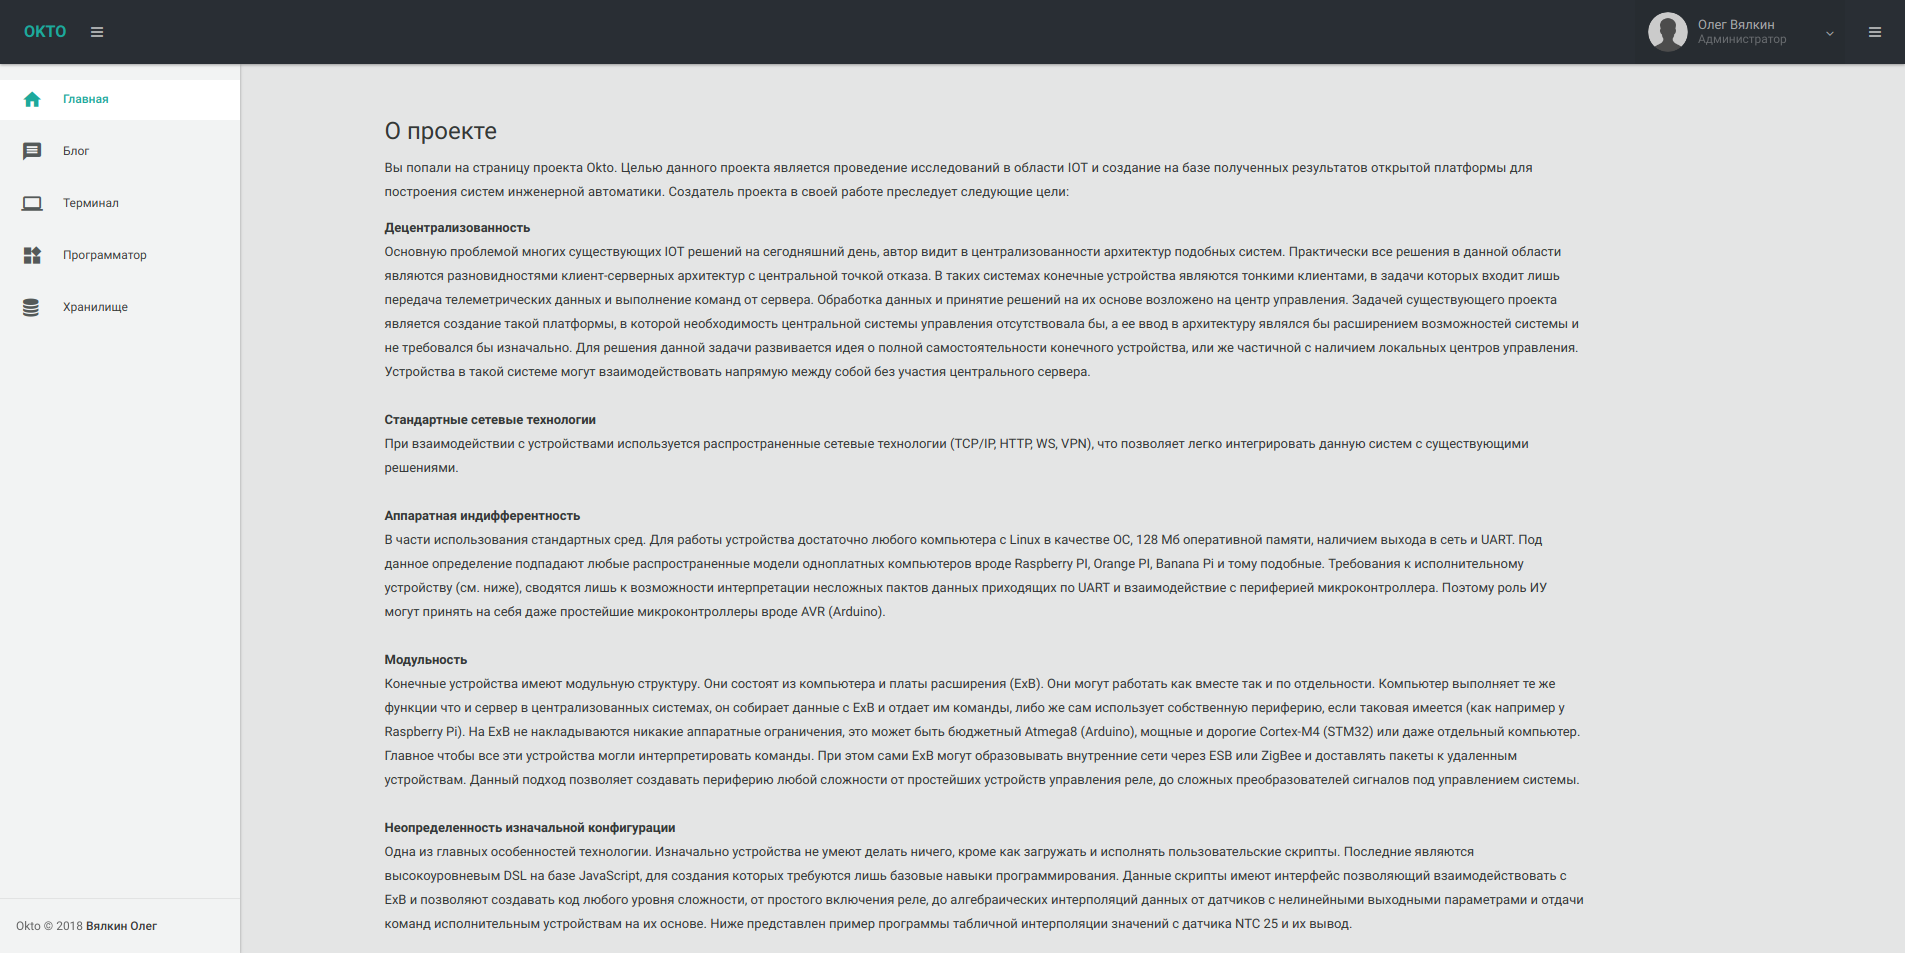 OKTO
Олег Вялкин
Администратор
Главная
Блог
Терминал
Программатор
Хранилище
О проекте
Вы попали на страницу проекта Okto. Целью данного проекта является проведение исследований в области IOT и создание на базе полученных результатов открытой платформы для
построения систем инженерной автоматики. Создатель проекта в своей работе преследует следующие цели:
Децентрализованность
Основную проблемой многих существующих IOT решений на сегодняшний день, автор видит в централизованности архитектур подобных систем. Практически все решения в данной области
являются разновидностями клиент-серверных архитектур с центральной точкой отказа. В таких системах конечные устройства являются тонкими клиентами, в задачи которых входит лишь
передача телеметрических данных и выполнение команд от сервера. Обработка данных и принятие решений на их основе возложено на центр управления. Задачей существующего проекта
является создание такой платформы, в которой необходимость центральной системы управления отсутствовала бы, а ее ввод в архитектуру являлся бы расширением возможностей системы и
не требовался бы изначально. Для решения данной задачи развивается идея о полной самостоятельности конечного устройства, или же частичной с наличием локальных центров управления.
Устройства в такой системе могут взаимодействовать напрямую между собой без участия центрального сервера.
Стандартные сетевые технологии
При взаимодействии с устройствами используется распространенные сетевые технологии (TCP/IP, HTTP, WS, VPN), что позволяет легко интегрировать данную систем с существующими
решениями.
Аппаратная индифферентность
В части использования стандартных сред. Для работы устройства достаточно любого компьютера с Linux в качестве ОС, 128 Мб оперативной памяти, наличием выхода в сеть и UART. Под
данное определение подпадают любые распространенные модели одноплатных компьютеров вроде Raspberry PI, Orange PI, Banana Pi и тому подобные. Требования к исполнительному
устройству (см. ниже), сводятся лишь к возможности интерпретации несложных пактов данных приходящих по UART и взаимодействие с периферией микроконтроллера. Поэтому роль ИУ
могут принять на себя даже простейшие микроконтроллеры вроде AVR (Arduino).
Модульность
Конечные устройства имеют модульную структуру. Они состоят из компьютера и платы расширения (ExB). Они могут работать как вместе так и по отдельности. Компьютер выполняет те же
функции что и сервер в централизованных системах, он собирает данные с ExB и отдает им команды, либо же сам использует собственную периферию, если таковая имеется (как например у
Raspberry Pi). На ExB не накладываются никакие аппаратные ограничения, это может быть бюджетный Atmega8 (Arduino), мощные и дорогие Cortex-M4 (STM32) или даже отдельный компьютер.
Главное чтобы все эти устройства могли интерпретировать команды. При этом сами ExB могут образовывать внутренние сети через ESB или ZigBee и доставлять пакеты к удаленным
устройствам. Данный подход позволяет создавать периферию любой сложности от простейших устройств управления реле, до сложных преобразователей сигналов под управлением системы.
Неопределенность изначальной конфигурации
Одна из главных особенностей технологии. Изначально устройства не умеют делать ничего, кроме как загружать и исполнять пользовательские скрипты. Последние являются
высокоуровневым DSL на базе JavaScript, для создания которых требуются лишь базовые навыки программирования. Данные скрипты имеют интерфейс позволяющий взаимодействовать с
ExB и позволяют создавать код любого уровня сложности, от простого включения реле, до алгебраических интерполяций данных от датчиков с нелинейными выходными параметрами и отдачи
команд исполнительным устройствам на их основе. Ниже представлен пример программы табличной интерполяции значений с датчика NTC 25 и их вывод.
Okto © 2018 Вялкин Олег